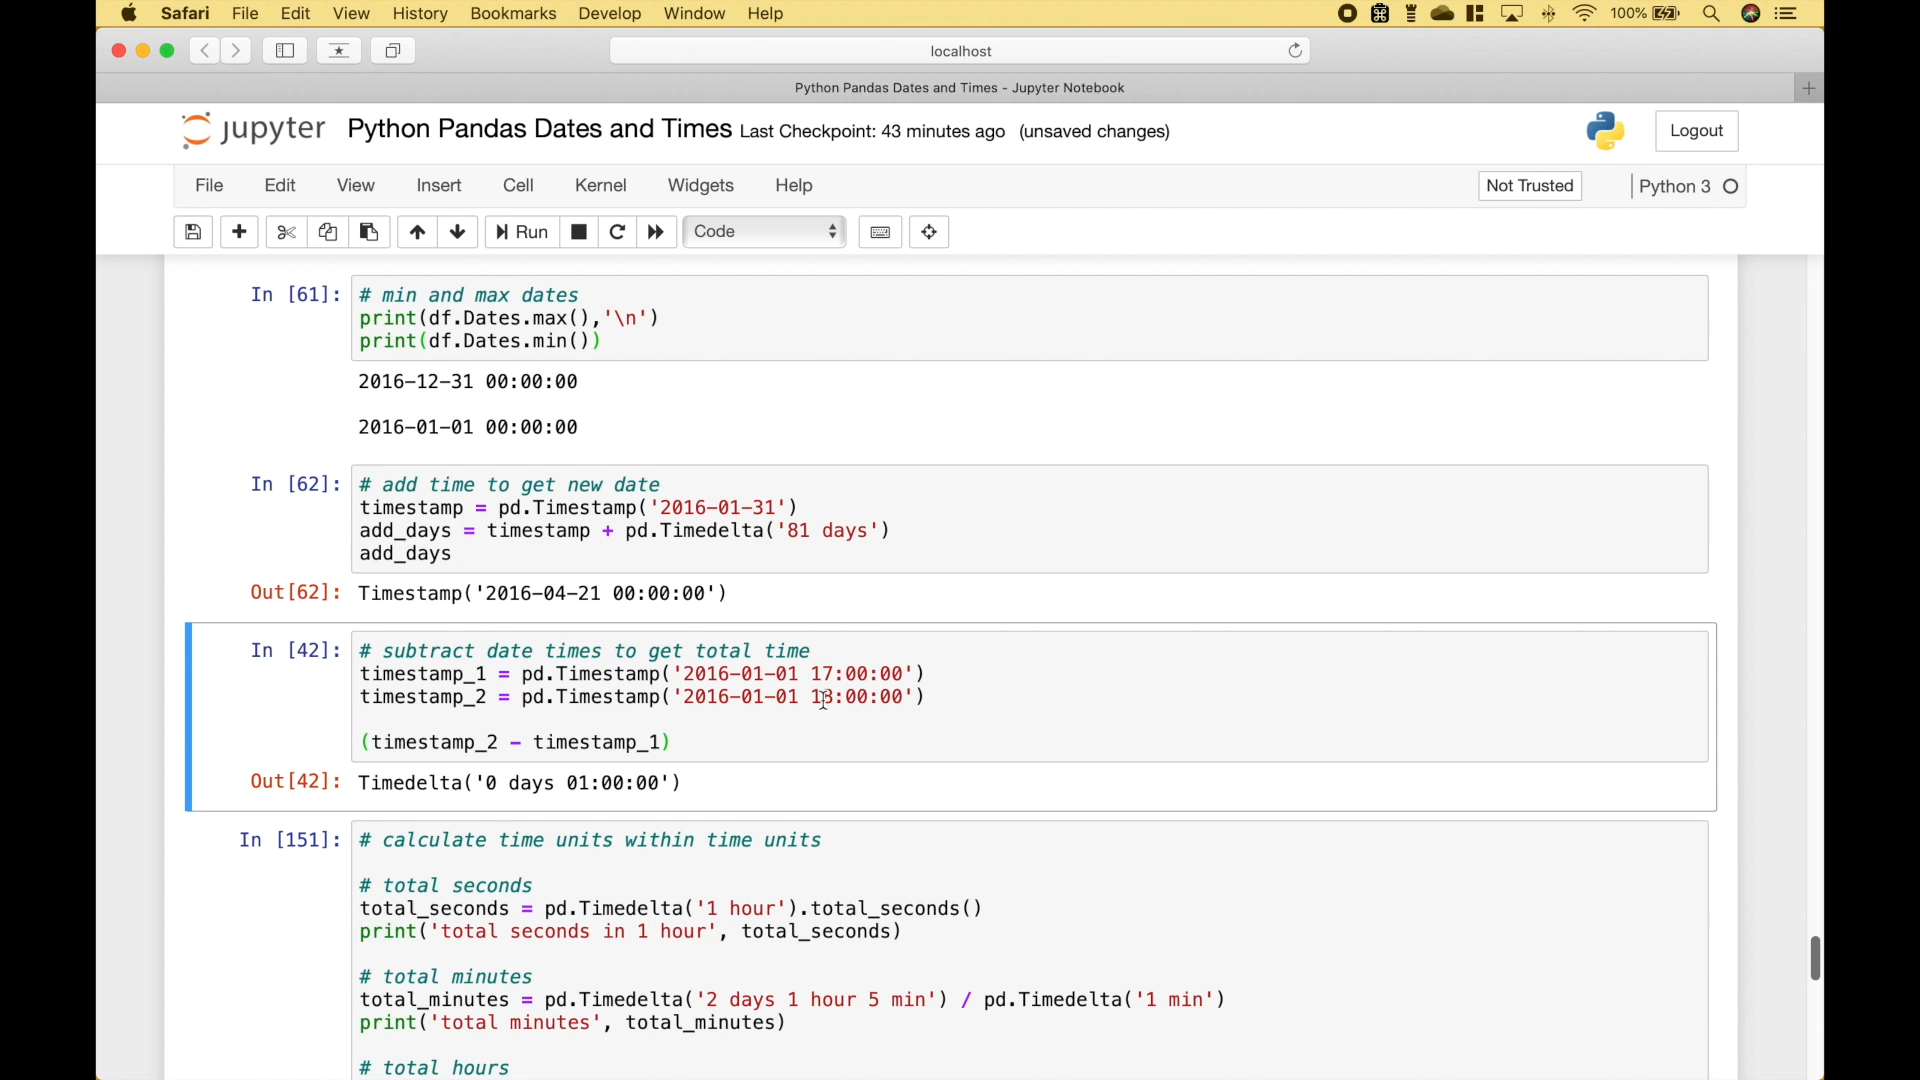 Safari File Edit View History Bookmarks Develop Window Help 100%
localhost
Python Pandas Dates and Times - Jupyter Notebook
jupyter Python Pandas Dates and Times Last Checkpoint: 43 minutes ago (unsaved changes) Logout
File Edit View Insert Cell Kernel Widgets Help Not Trusted Python 3
Run Code
In [61]: # min and max dates
print(df.Dates.max(),'\n')
print(df.Dates.min())
2016-12-31 00:00:00
2016-01-01 00:00:00
In [62]: # add time to get new date
timestamp = pd.Timestamp('2016-01-31')
add_days = timestamp + pd.Timedelta('81 days')
add_days
Out[62]: Timestamp('2016-04-21 00:00:00')
In [42]: # subtract date times to get total time
timestamp_1 = pd.Timestamp('2016-01-01 17:00:00')
timestamp_2 = pd.Timestamp('2016-01-01 18:00:00')
(timestamp_2 - timestamp_1)
Out[42]: Timedelta('0 days 01:00:00')
In [151]: # calculate time units within time units
# total seconds
total_seconds = pd.Timedelta('1 hour').total_seconds()
print('total seconds in 1 hour', total_seconds)
# total minutes
total_minutes = pd.Timedelta('2 days 1 hour 5 min') / pd.Timedelta('1 min')
print('total minutes', total_minutes)
# total hours